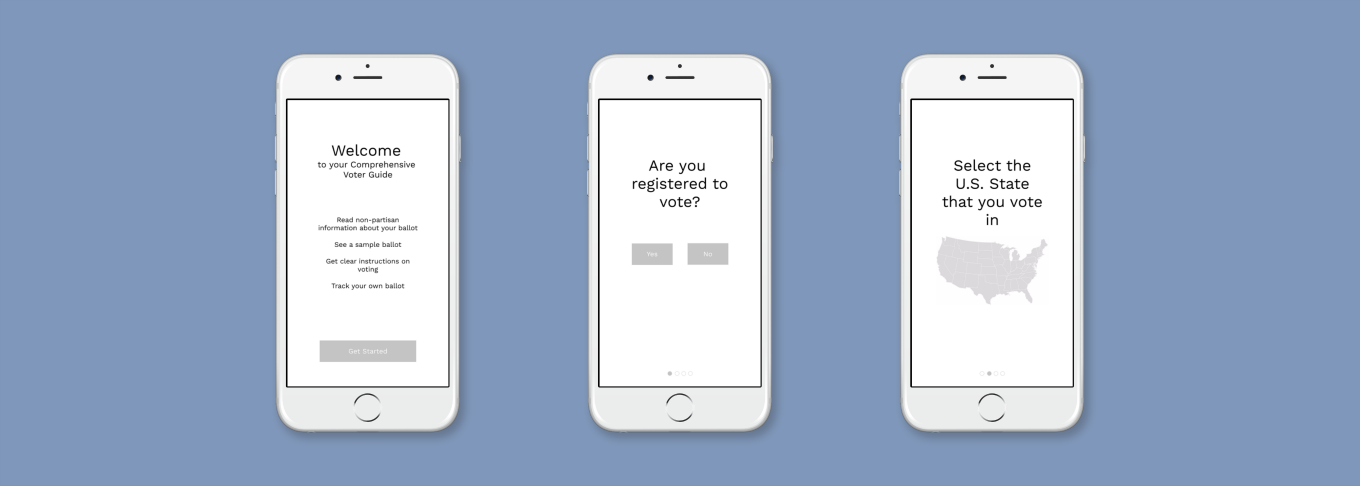 Welcome
to your Comprehensive
Voter Guide
Read non-partisan
information about your ballot
See a sample ballot
Get clear instructions on
voting
Track your own ballot
Get Started
Are you
registered to
vote?
Yes
No
Select the
U.S. State
that you vote
in